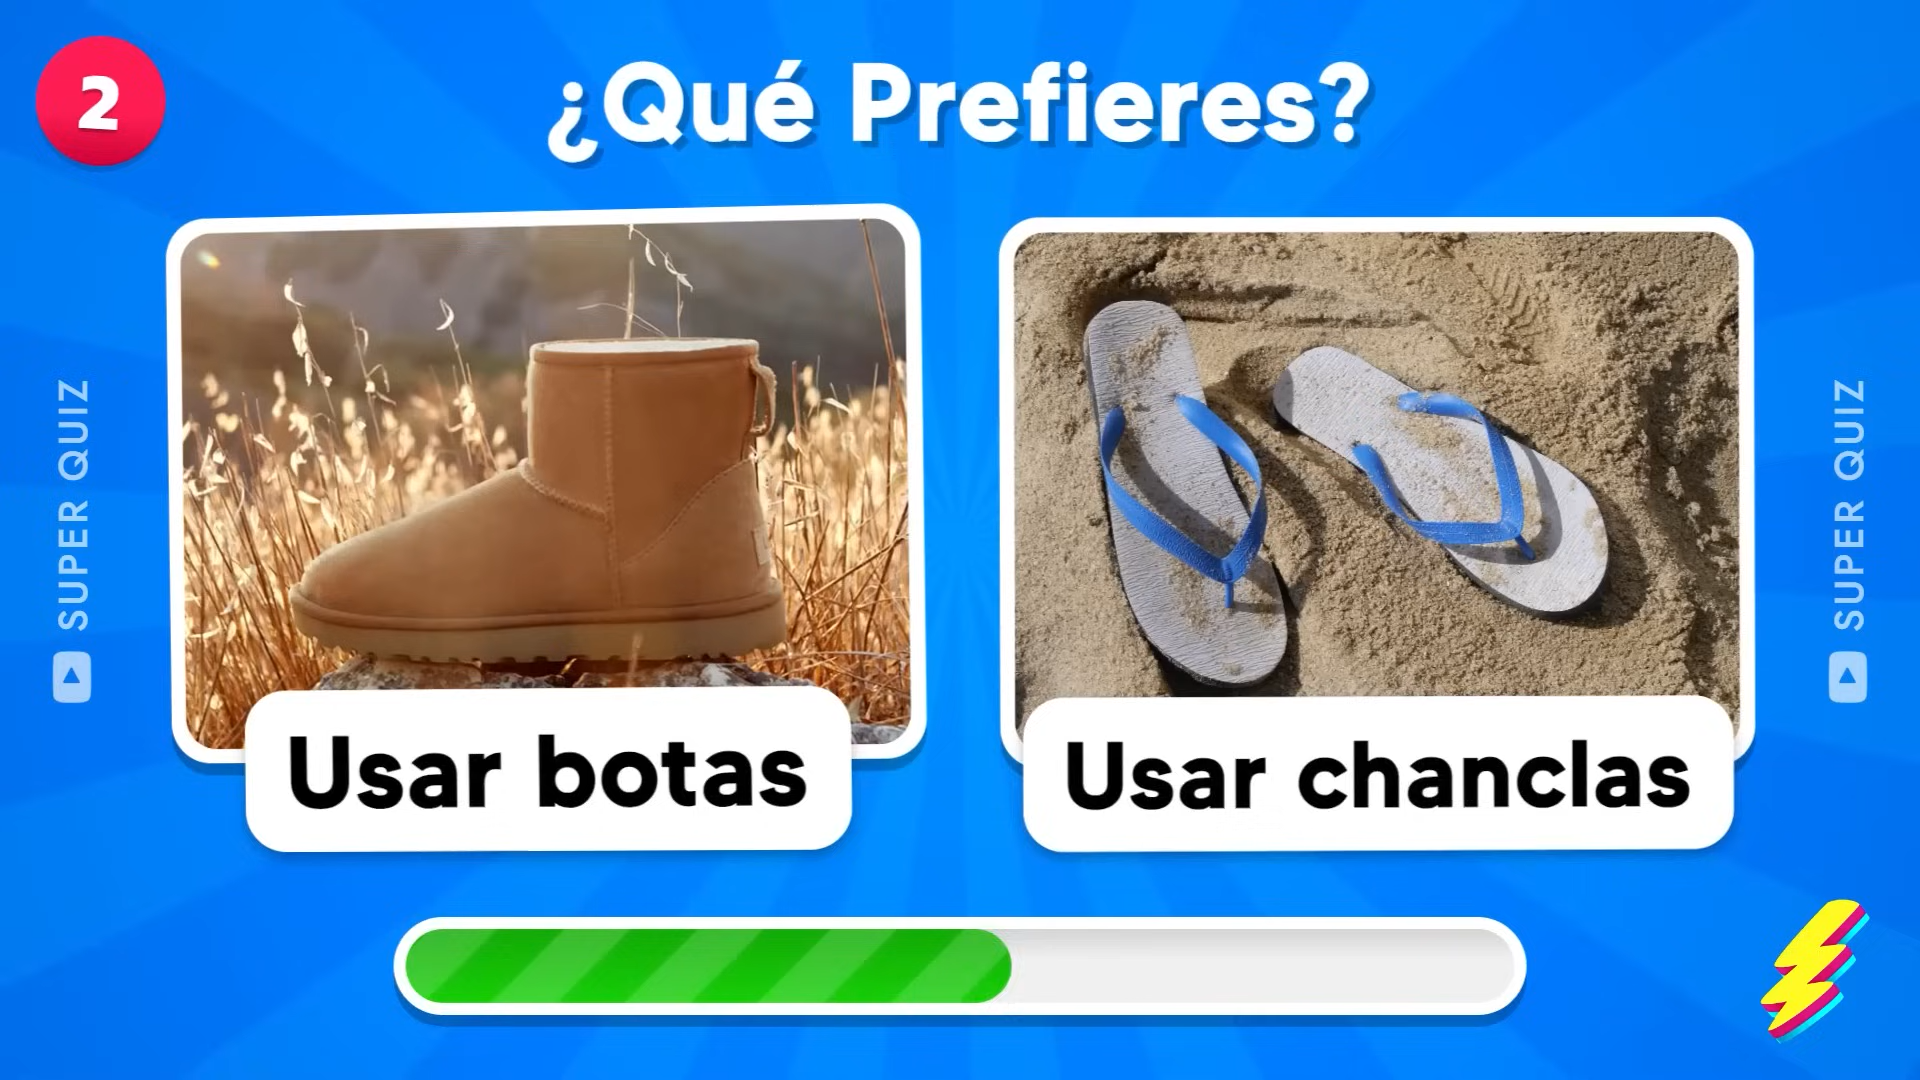 2
¿Qué Prefieres?
SUPER QUIZ
SUPER QUIZ
Usar botas
Usar chanclas